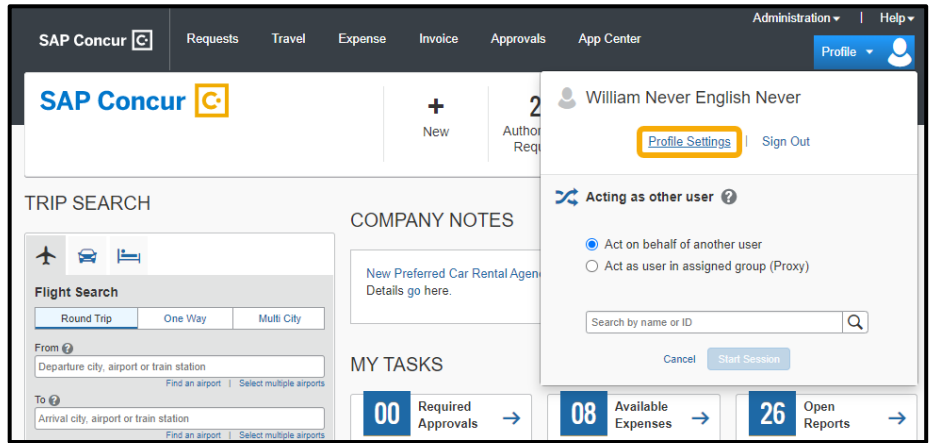 Administration | Help
SAP Concur Requests Travel Expense Invoice Approvals App Center Profile
SAP Concur
+
New
2
William Never English Never
Profile Settings | Sign Out
Acting as other user ?
Act on behalf of another user
Act as user in assigned group (Proxy)
Search by name or ID
Cancel Start Session
TRIP SEARCH
Flight Search
Round Trip One Way Multi City
From ?
Departure city, airport or train station
Find an airport | Select multiple airports
To ?
Arrival city, airport or train station
Find an airport | Select multiple airports
COMPANY NOTES
New Preferred Car Rental
Details go here.
MY TASKS
00 Required
Approvals
08 Available
Expenses
26 Open
Reports